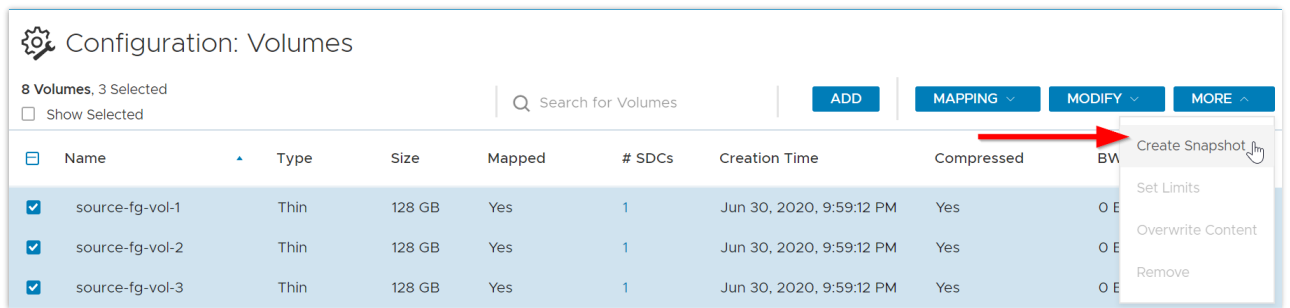 Configuration: Volumes
8 Volumes, 3 Selected
Show Selected
Search for Volumes
ADD
MAPPING
MODIFY
MORE
Create Snapshot
Set Limits
Overwrite Content
Remove
Name Type Size Mapped # SDCs Creation Time Compressed BW
source-fg-vol-1 Thin 128 GB Yes 1 Jun 30, 2020, 9:59:12 PM Yes 0
source-fg-vol-2 Thin 128 GB Yes 1 Jun 30, 2020, 9:59:12 PM Yes 0
source-fg-vol-3 Thin 128 GB Yes 1 Jun 30, 2020, 9:59:12 PM Yes 0